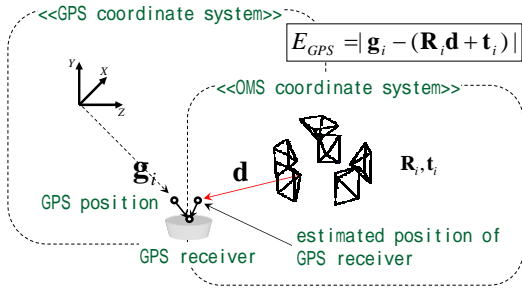 <<GPS coordinate system>>
E_GPS =| g_i − (R_i d + t_i) |
<<OMS coordinate system>>
Y
X
Z
g_i
d
R_i, t_i
GPS position
GPS receiver
estimated position of
GPS receiver